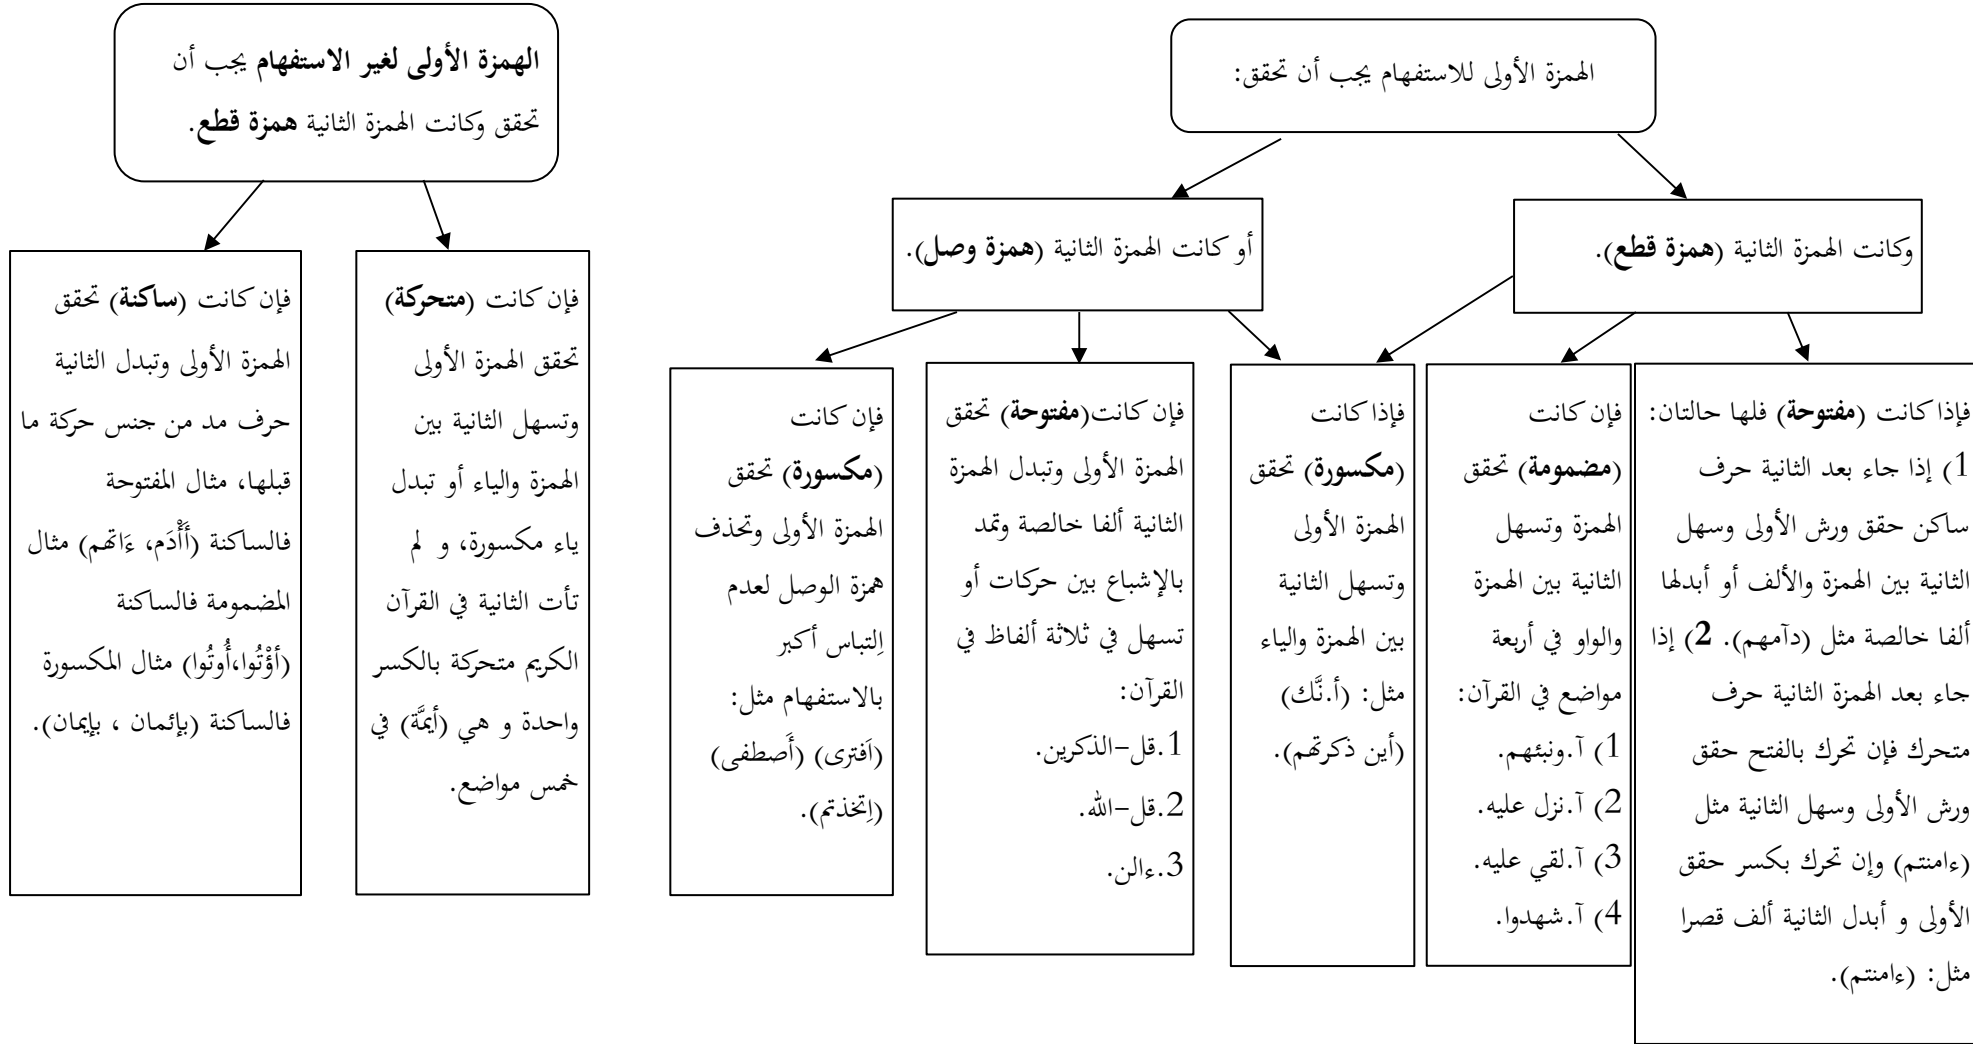 الهمزة الأولى للاستفهام يجب أن تحقق:
وكانت الهمزة الثانية (همزة قطع).
فإذا كانت (مفتوحة) فلها حالتان:
1) إذا جاء بعد الثانية حرف
ساكن حقق ورش الأولى وسهل
الثانية بين الهمزة والألف أو أبدلها
ألفا خالصة مثل (دآمهم). 2) إذا
جاء بعد الهمزة الثانية حرف
متحرك فإن تحرك بالفتح حقق
ورش الأولى وسهل الثانية مثل
(ءامنتم) وإن تحرك بكسر حقق
الأولى و أبدل الثانية ألف قصرا
مثل: (ءامنتم).
فإن كانت
(مضمومة) تحقق
الهمزة وتسهل
الثانية بين الهمزة
والواو في أربعة
مواضع في القرآن:
1) آ.ونبئهم.
2) آ.نزل عليه.
3) آ.لقي عليه.
4) آ.شهدوا.
فإذا كانت
(مكسورة) تحقق
الهمزة الأولى
وتسهل الثانية
بين الهمزة والياء
مثل: (أ.نَّك)
(أين ذكرتهم).
أو كانت الهمزة الثانية (همزة وصل).
فإن كانت(مفتوحة) تحقق
الهمزة الأولى وتبدل الهمزة
الثانية ألفا خالصة وتمد
بالإشباع بين حركات أو
تسهل في ثلاثة ألفاظ في
القرآن:
1.قل-الذكرين.
2.قل-الله.
3.ءالن.
فإن كانت
(مكسورة) تحقق
الهمزة الأولى وتحذف
همزة الوصل لعدم
اِلتباس أكبر
بالاستفهام مثل:
(اَفترى) (أَصطفى)
(اِتخذتم).
الهمزة الأولى لغير الاستفهام يجب أن
تحقق وكانت الهمزة الثانية همزة قطع.
فإن كانت (متحركة)
تحقق الهمزة الأولى
وتسهل الثانية بين
الهمزة والياء أو تبدل
ياء مكسورة، و لم
تأت الثانية في القرآن
الكريم متحركة بالكسر
واحدة و هي (أيمَّة) في
خمس مواضع.
فإن كانت (ساكنة) تحقق
الهمزة الأولى وتبدل الثانية
حرف مد من جنس حركة ما
قبلها، مثال المفتوحة
فالساكنة (أَأْدَم، ءَاتهم) مثال
المضمومة فالساكنة
(أؤْتُوا،أُوتُوا) مثال المكسورة
فالساكنة (بإئمان ، بإيمان).